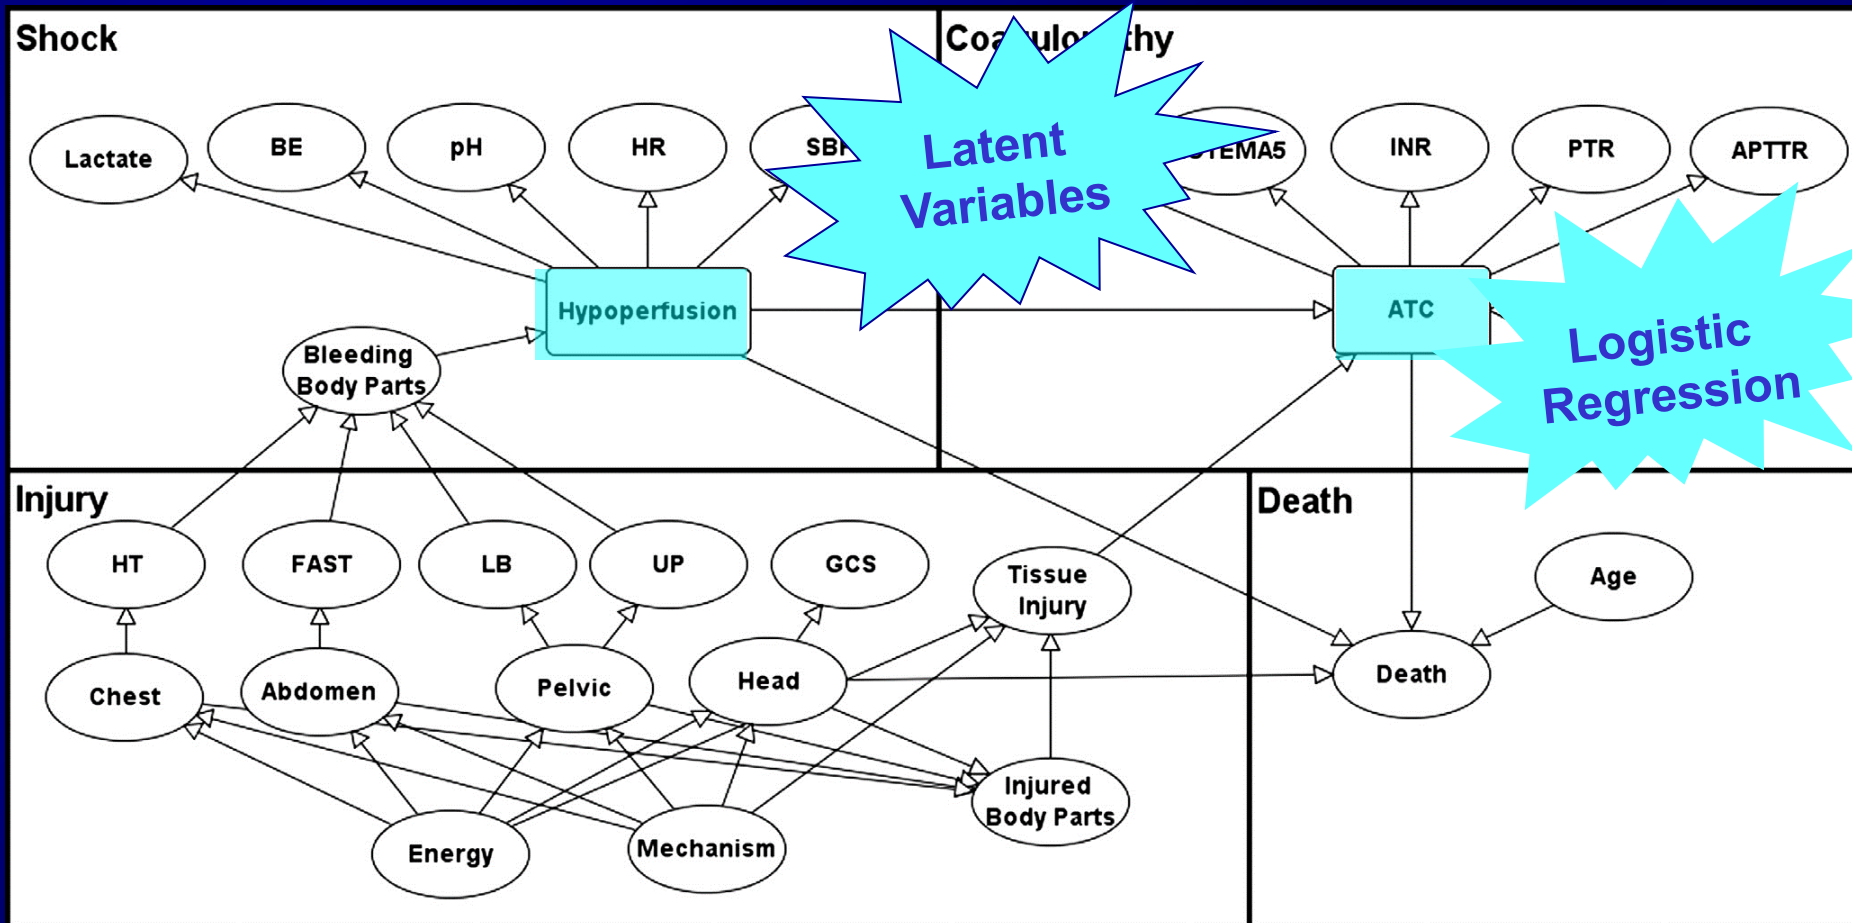 Shock
Lactate
BE
pH
HR
Latent
Variables
INR
PTR
APTTR
Hypoperfusion
ATC
Logistic
Regression
Bleeding
Body Parts
Injury
HT
FAST
LB
UP
GCS
Tissue
Injury
Chest
Abdomen
Pelvic
Head
Injured
Body Parts
Energy
Mechanism
Death
Age
Death